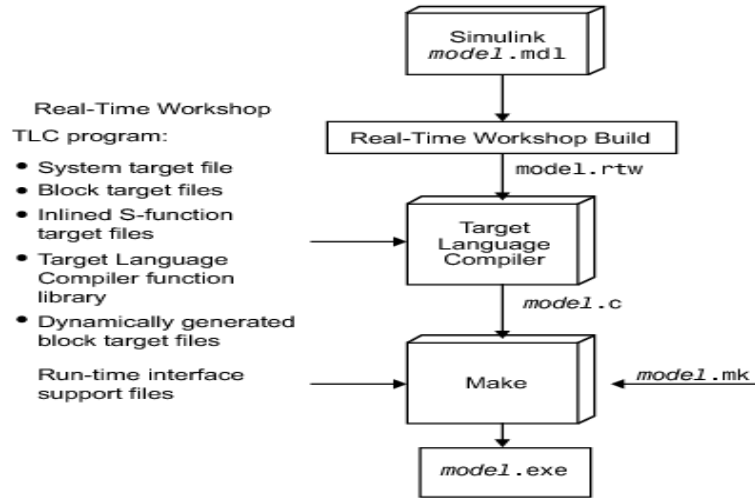 Simulink
model.mdl
Real-Time Workshop
TLC program:
• System target file
• Block target files
• Inlined S-function
target files
• Target Language
Compiler function
library
• Dynamically generated
block target files
Run-time interface
support files
Real-Time Workshop Build
model.rtw
Target
Language
Compiler
model.c
Make
model.mk
model.exe